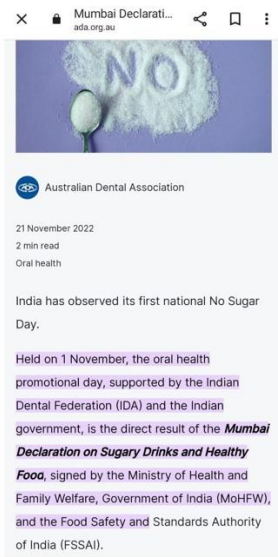 Mumbai Declarati...
ada.org.au
NO
Australian Dental Association
21 November 2022
2 min read
Oral health
India has observed its first national No Sugar
Day.
Held on 1 November, the oral health
promotional day, supported by the Indian
Dental Federation (IDA) and the Indian
government, is the direct result of the Mumbai
Declaration on Sugary Drinks and Healthy
Food, signed by the Ministry of Health and
Family Welfare, Government of India (MoHFW),
and the Food Safety and Standards Authority
of India (FSSAI).